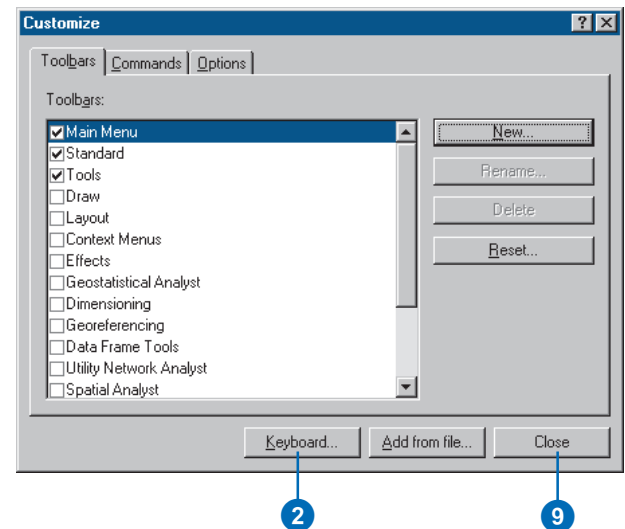 Customize
Toolbars Commands Options
Toolbars:
Main Menu
Standard
Tools
Draw
Layout
Context Menus
Effects
Geostatistical Analyst
Dimensioning
Georeferencing
Data Frame Tools
Utility Network Analyst
Spatial Analyst
New...
Rename...
Delete
Reset...
Keyboard... Add from file... Close
2 9